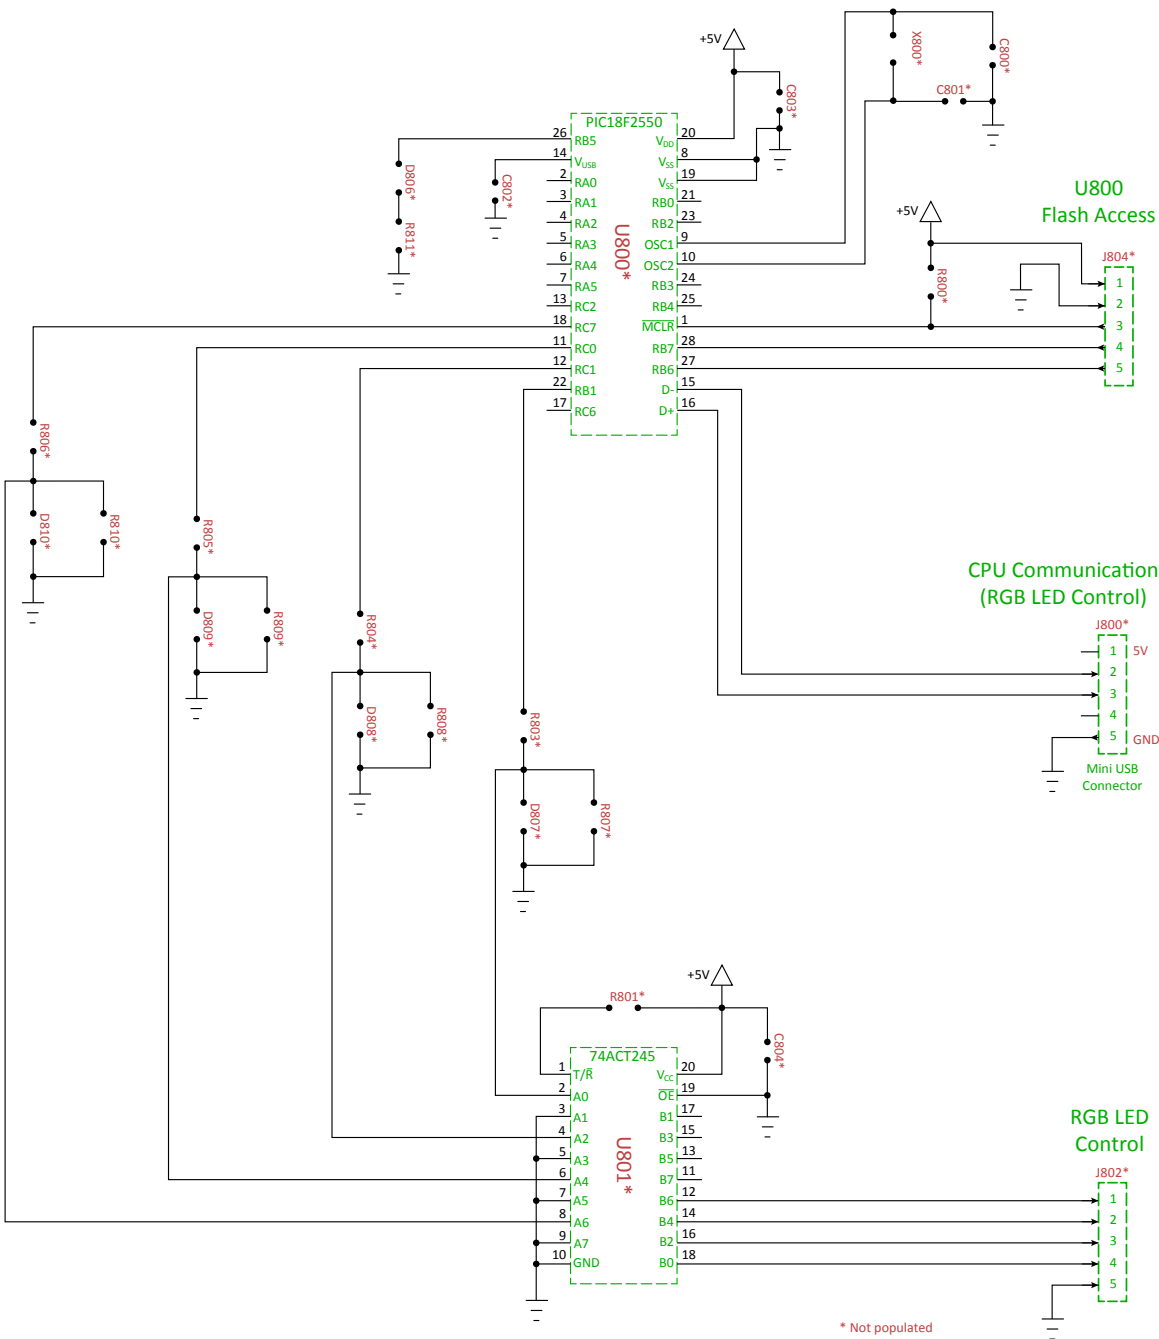 +5V
X800*
C800*
C801*
C803*
PIC18F2550
U800*
26 RB5
14 VUSB
2 RA0
3 RA1
4 RA2
5 RA3
6 RA4
7 RA5
13 RC2
18 RC7
11 RC0
12 RC1
22 RB1
17 RC6
VDD 20
VSS 8
VSS 19
RB0 21
RB2 23
OSC1 9
OSC2 10
RB3 24
RB4 25
MCLR 1
RB7 28
RB6 27
D- 15
D+ 16
D806*
R811*
C802*
+5V
R800*
U800
Flash Access
J804*
1
2
3
4
5
R806*
D810*
R810*
R805*
D809*
R809*
R804*
D808*
R808*
R803*
D807*
R807*
CPU Communication
(RGB LED Control)
J800*
1 5V
2
3
4
5 GND
Mini USB
Connector
+5V
R801*
C804*
74ACT245
U801*
1 T/R
2 A0
3 A1
4 A2
5 A3
6 A4
7 A5
8 A6
9 A7
10 GND
VCC 20
OE 19
B1 17
B3 15
B5 13
B7 11
B6 12
B4 14
B2 16
B0 18
RGB LED
Control
J802*
1
2
3
4
5
* Not populated